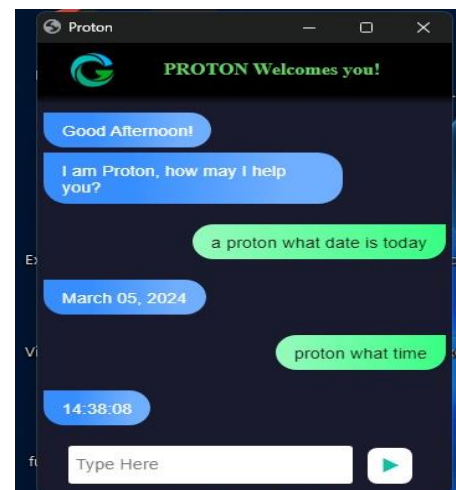 Proton
PROTON Welcomes you!
Good Afternoon!
I am Proton, how may I help
you?
a proton what date is today
March 05, 2024
proton what time
14:38:08
Type Here